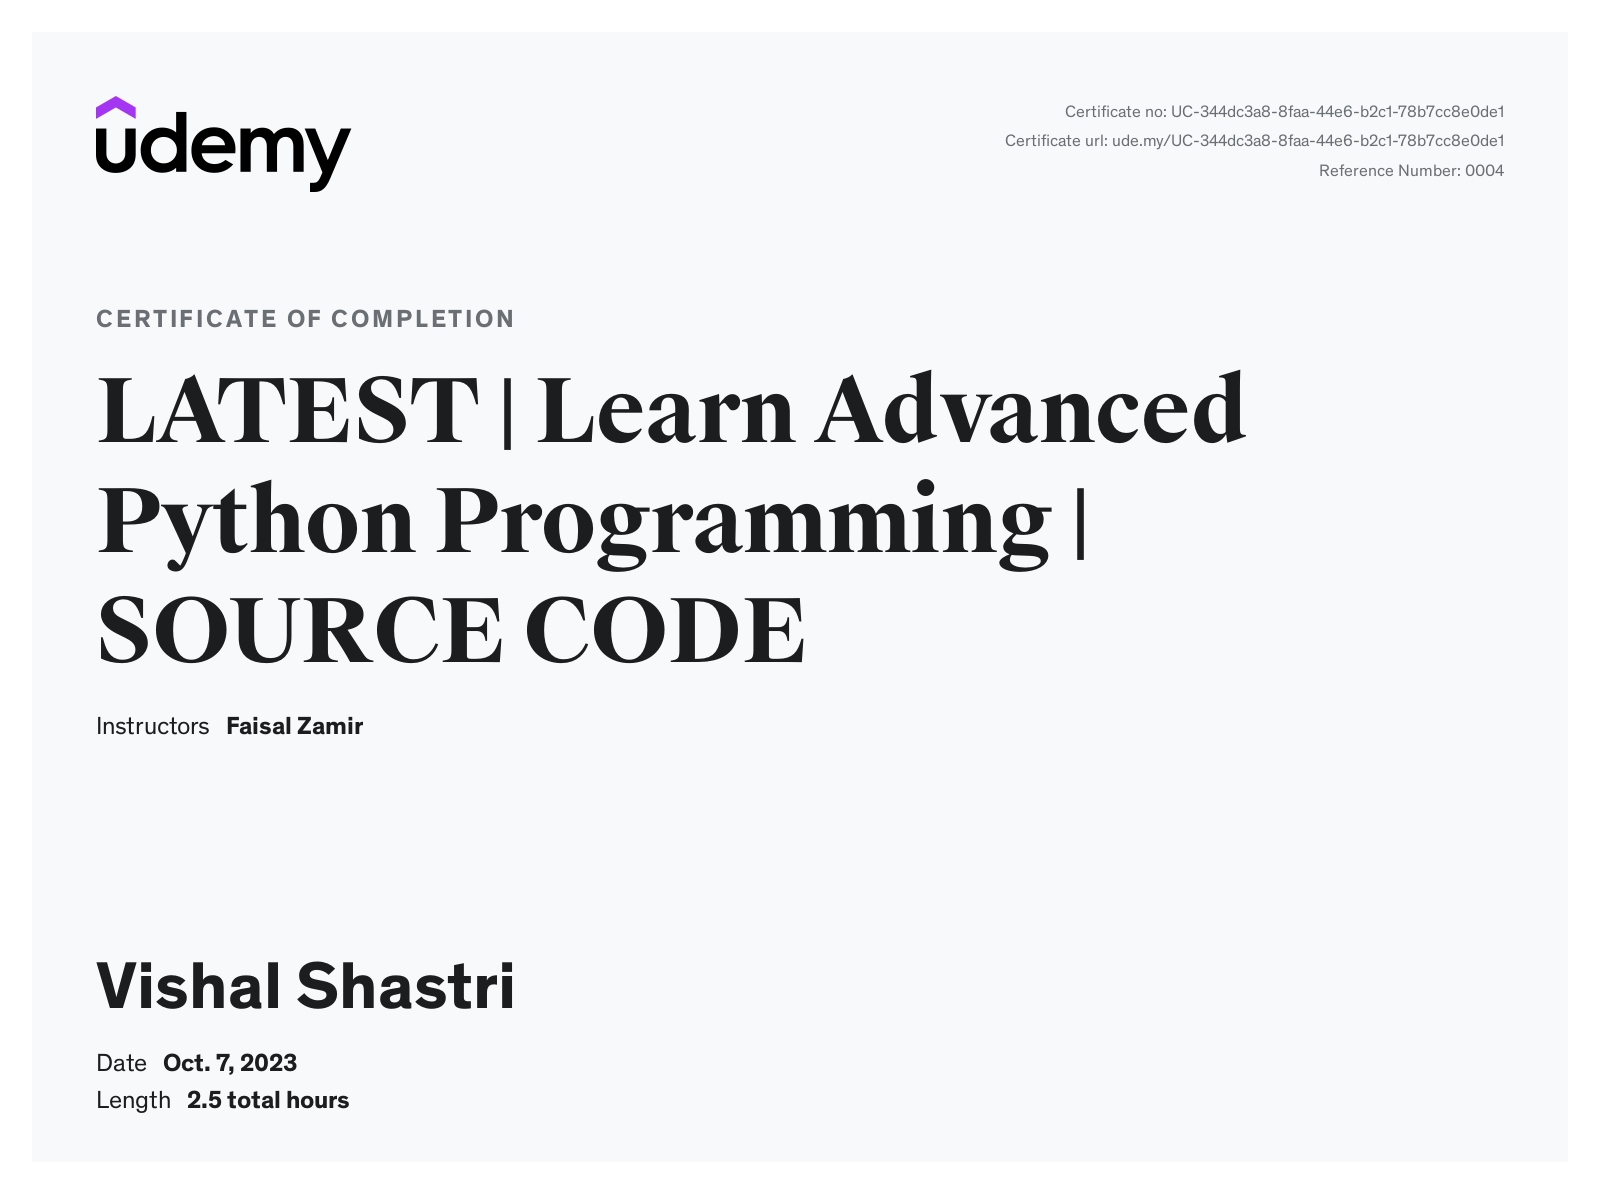 udemy
Certificate no: UC-344dc3a8-8faa-44e6-b2c1-78b7cc8e0de1
Certificate url: ude.my/UC-344dc3a8-8faa-44e6-b2c1-78b7cc8e0de1
Reference Number: 0004
CERTIFICATE OF COMPLETION
LATEST | Learn Advanced
Python Programming |
SOURCE CODE
Instructors Faisal Zamir
Vishal Shastri
Date Oct. 7, 2023
Length 2.5 total hours